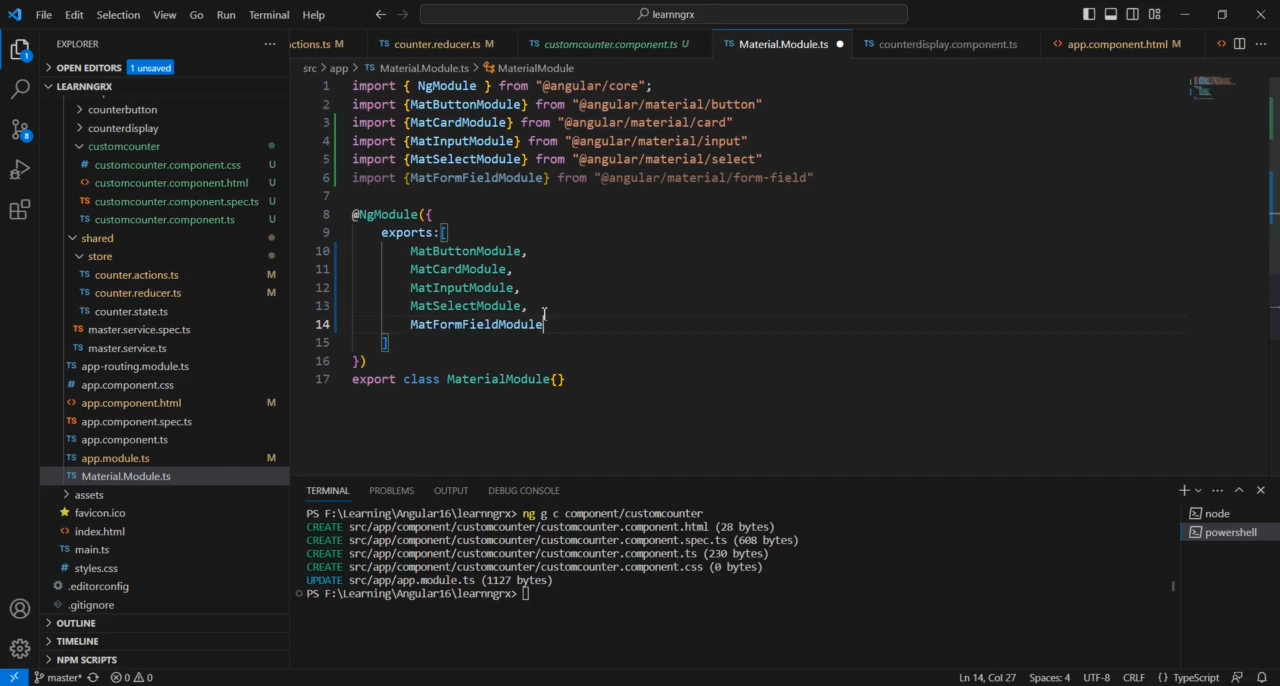 File Edit Selection View Go Run Terminal Help
learngrx
EXPLORER
OPEN EDITORS 1 unsaved
LEARNNGRX
counterbutton
counterdisplay
customcounter
customcounter.component.css U
customcounter.component.html U
customcounter.component.spec.ts U
customcounter.component.ts U
shared
store
counter.actions.ts M
counter.reducer.ts M
counter.state.ts
master.service.spec.ts
master.service.ts
app-routing.module.ts
app.component.css
app.component.html M
app.component.spec.ts
app.component.ts
app.module.ts M
Material.Module.ts
assets
favicon.ico
index.html
main.ts
styles.css
.editorconfig
.gitignore
OUTLINE
TIMELINE
NPM SCRIPTS
ctions.ts M
TS counter.reducer.ts M
TS customcounter.component.ts U
TS Material.Module.ts
TS counterdisplay.component.ts
app.component.html M
src > app > TS Material.Module.ts > MaterialModule
1 import { NgModule } from "@angular/core";
2 import {MatButtonModule} from "@angular/material/button"
3 import {MatCardModule} from "@angular/material/card"
4 import {MatInputModule} from "@angular/material/input"
5 import {MatSelectModule} from "@angular/material/select"
6 import {MatFormFieldModule} from "@angular/material/form-field"
7
8 @NgModule({
9 exports:[
10 MatButtonModule,
11 MatCardModule,
12 MatInputModule,
13 MatSelectModule,
14 MatFormFieldModule
15 ]
16 })
17 export class MaterialModule{}
TERMINAL PROBLEMS OUTPUT DEBUG CONSOLE
PS F:\Learning\Angular16\learnngrx> ng g c component/customcounter
CREATE src/app/component/customcounter/customcounter.component.html (28 bytes)
CREATE src/app/component/customcounter/customcounter.component.spec.ts (608 bytes)
CREATE src/app/component/customcounter/customcounter.component.ts (230 bytes)
CREATE src/app/component/customcounter/customcounter.component.css (0 bytes)
UPDATE src/app/app.module.ts (1127 bytes)
PS F:\Learning\Angular16\learnngrx>
node
powershell
master* 0 0
Ln 14, Col 27 Spaces: 4 UTF-8 CRLF {} TypeScript